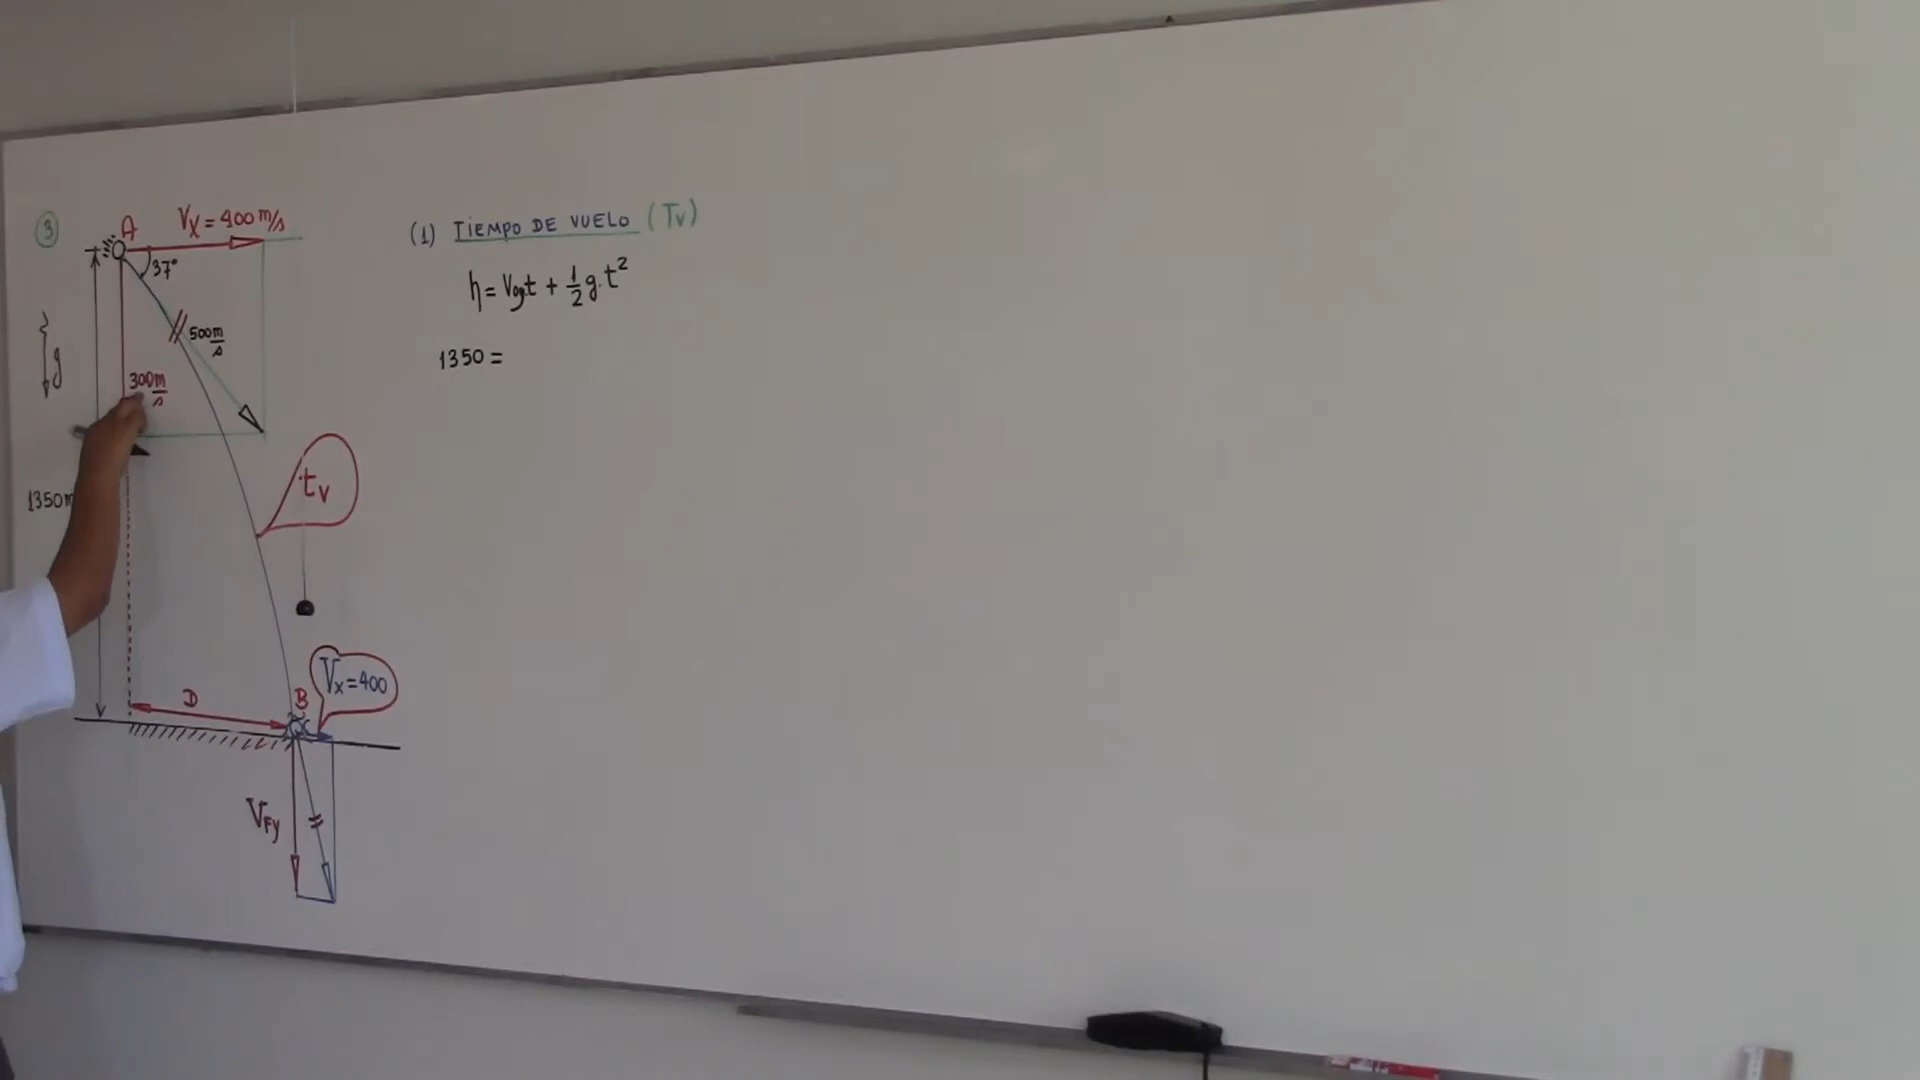 3
A
Vx = 400 m/s
37°
500 m/s
g
300 m/s
1350 m
tv
D
B
Vx = 400
VFy
(1) TIEMPO DE VUELO (Tv)
h = Voy.t + 1/2 g.t²
1350 =